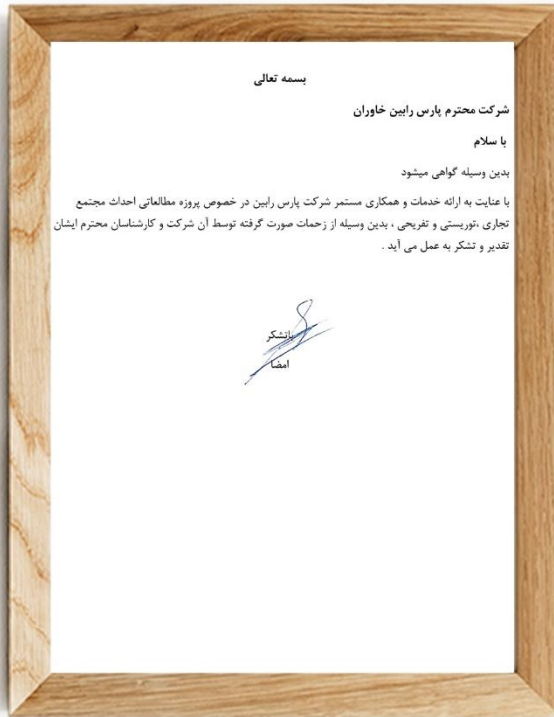 بسمه تعالی
شرکت محترم پارس رابین خاوران
با سلام
بدین وسیله گواهی میشود
با عنایت به ارائه خدمات و همکاری مستمر شرکت پارس رابین در خصوص پروزه مطالعاتی احداث مجتمع
تجاری ،توریستی و تفریحی ، بدین وسیله از زحمات صورت گرفته توسط آن شرکت و کارشناسان محترم ایشان
تقدیر و تشکر به عمل می آید .
باتشکر
امضا